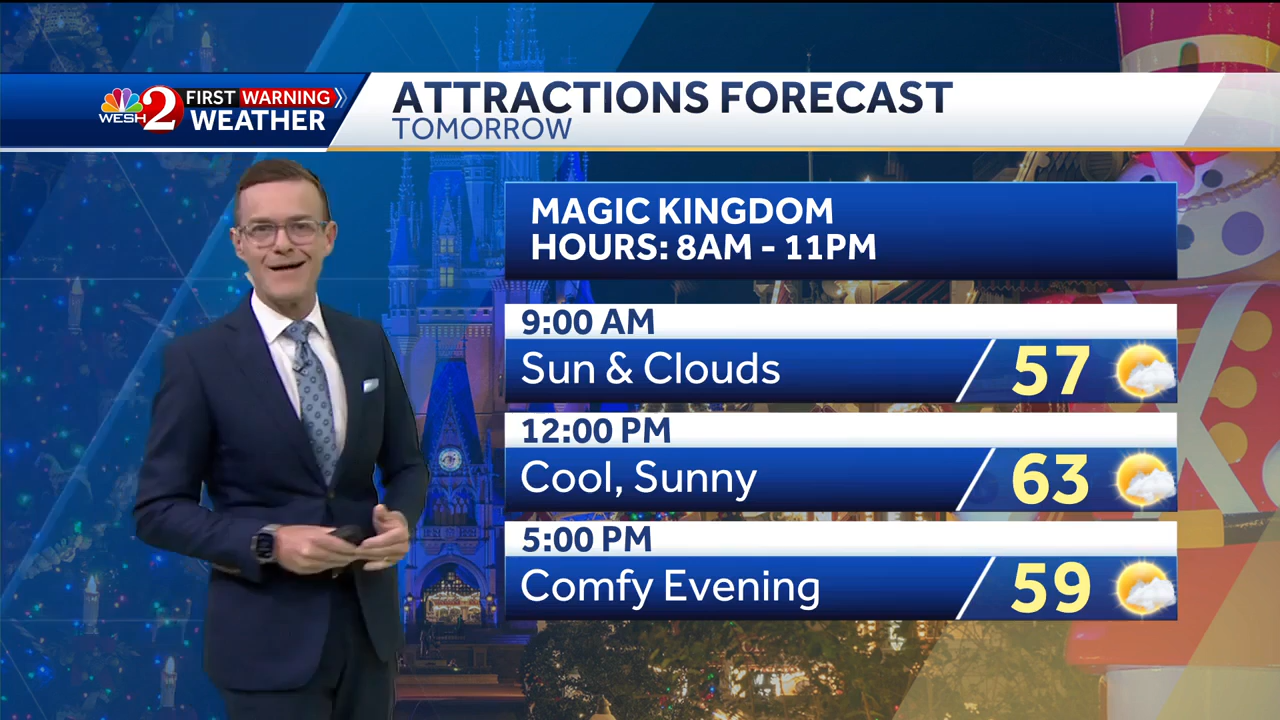 WESH 2
FIRST WARNING
WEATHER
ATTRACTIONS FORECAST
TOMORROW
MAGIC KINGDOM
HOURS: 8AM - 11PM
9:00 AM
Sun & Clouds 57
12:00 PM
Cool, Sunny 63
5:00 PM
Comfy Evening 59